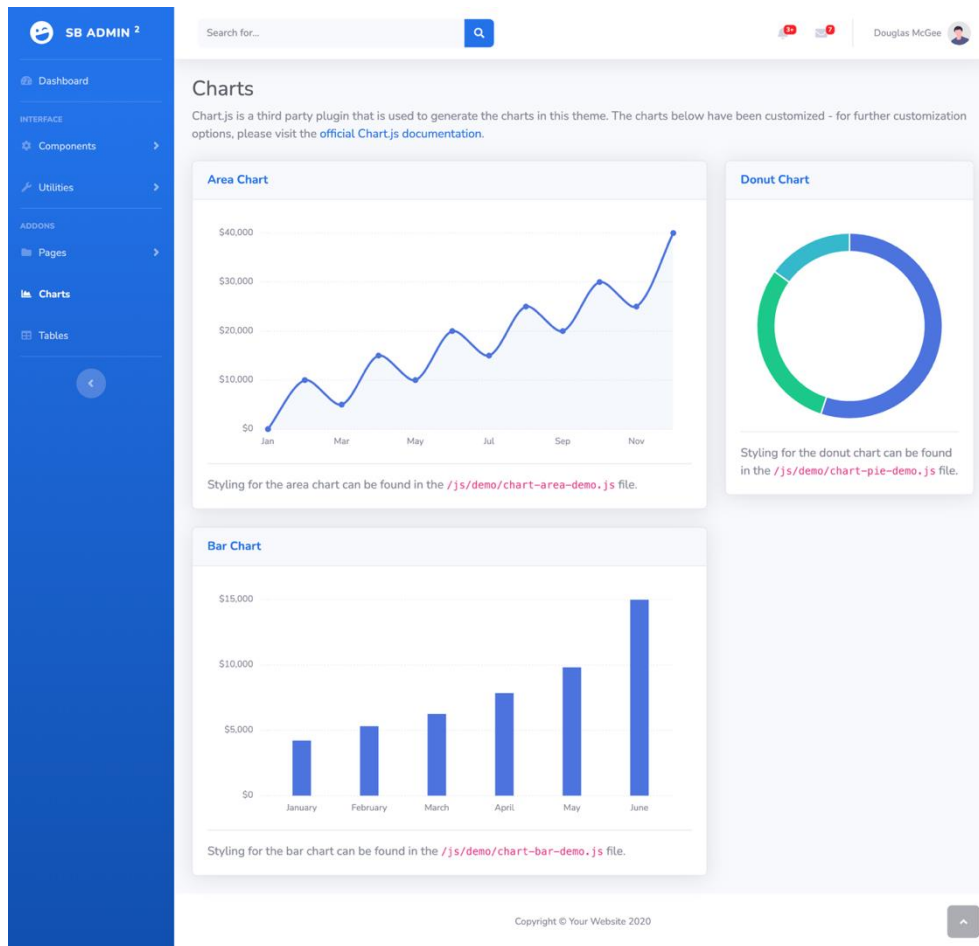 SB ADMIN 2
Dashboard
INTERFACE
Components
Utilities
ADDONS
Pages
Charts
Tables
Search for...
3+
7
Douglas McGee
Charts
Chart.js is a third party plugin that is used to generate the charts in this theme. The charts below have been customized - for further customization
options, please visit the official Chart.js documentation.
Area Chart
$40,000
$30,000
$20,000
$10,000
$0
Jan Mar May Jul Sep Nov
Styling for the area chart can be found in the /js/demo/chart-area-demo.js file.
Donut Chart
Styling for the donut chart can be found
in the /js/demo/chart-pie-demo.js file.
Bar Chart
$15,000
$10,000
$5,000
$0
January February March April May June
Styling for the bar chart can be found in the /js/demo/chart-bar-demo.js file.
Copyright © Your Website 2020